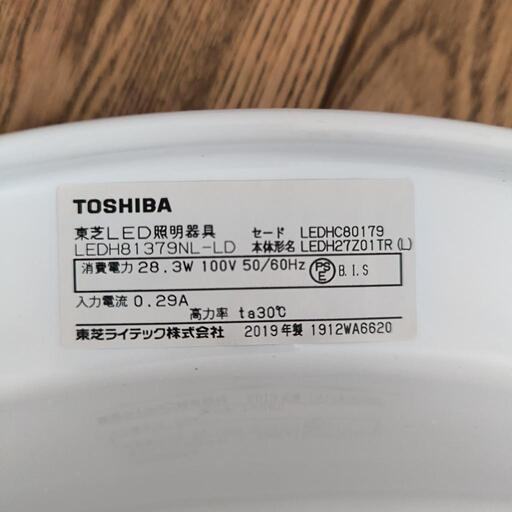 TOSHIBA
東芝LED照明器具 セード LEDHC80179
LEDH81379NL-LD 本体形名 LEDH27Z01TR(L)
消費電力 28.3W 100V 50/60Hz PSE B.I.S
入力電流 0.29A
高力率 ta30℃
東芝ライテック株式会社 2019年製 1912WA6620